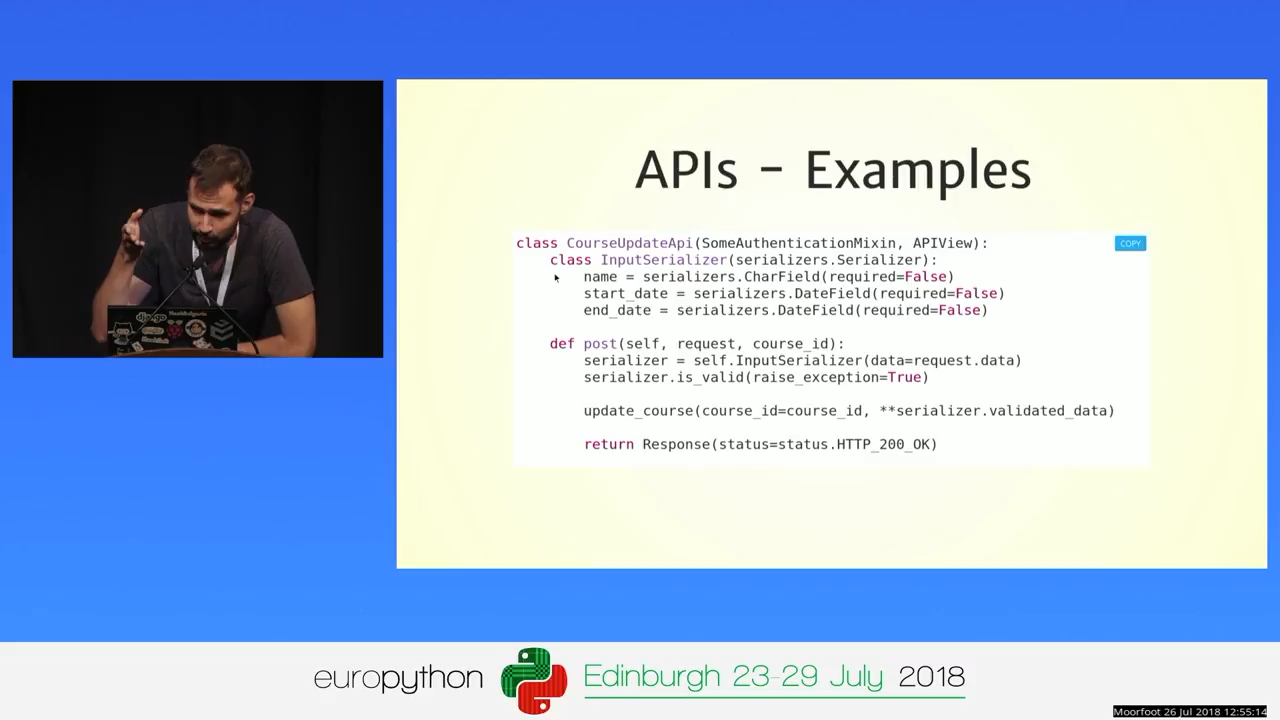 APIs - Examples
class CourseUpdateApi(SomeAuthenticationMixin, APIView):
COPY
class InputSerializer(serializers.Serializer):
name = serializers.CharField(required=False)
start_date = serializers.DateField(required=False)
end_date = serializers.DateField(required=False)
def post(self, request, course_id):
serializer = self.InputSerializer(data=request.data)
serializer.is_valid(raise_exception=True)
update_course(course_id=course_id, **serializer.validated_data)
return Response(status=status.HTTP_200_OK)
django
europython
Edinburgh 23-29 July 2018
Moorfoot 26 Jul 2018 12:55:14